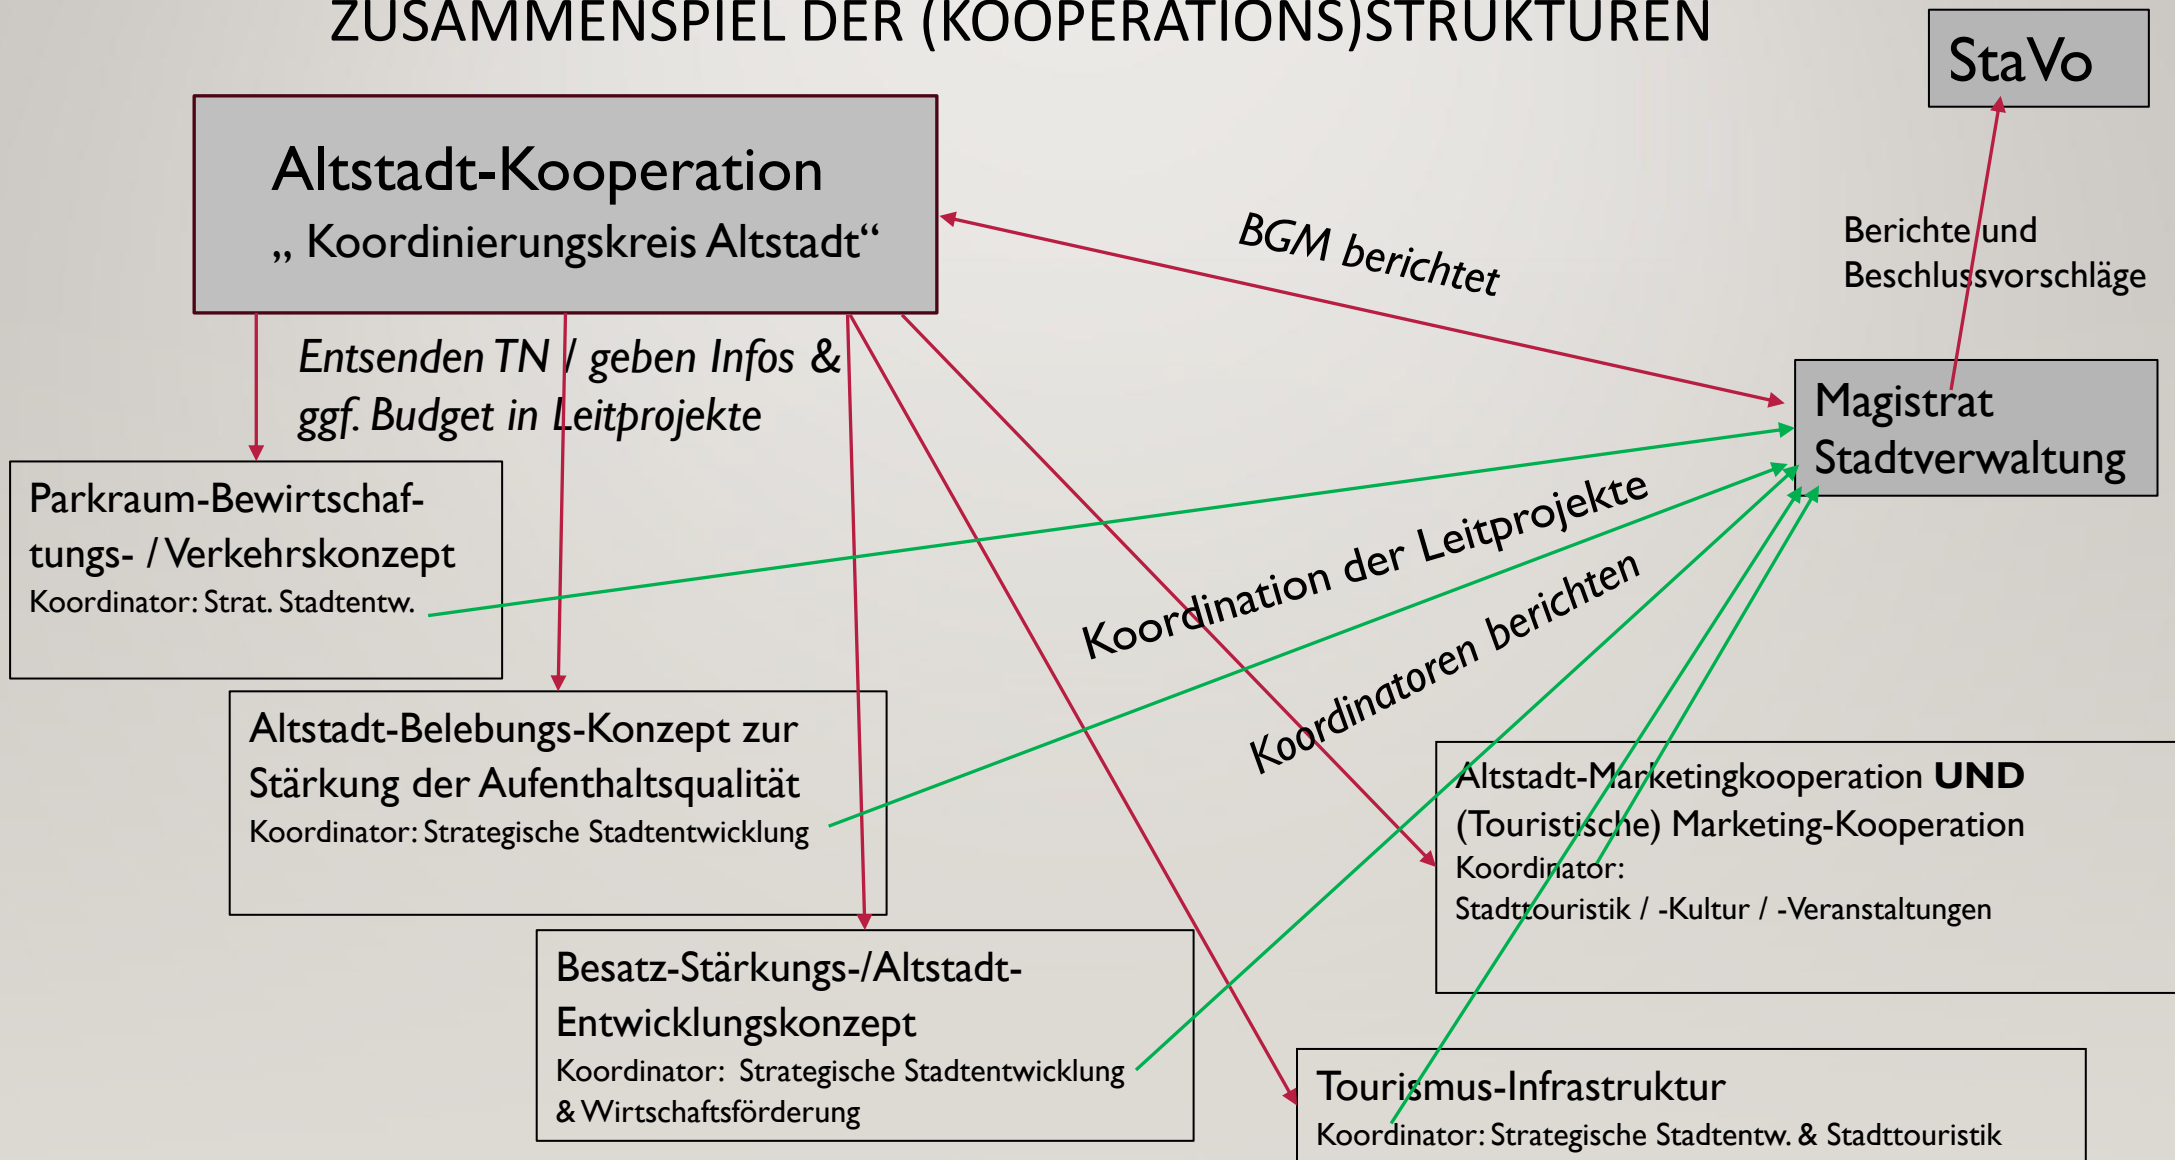 ZUSAMMENSPIEL DER (KOOPERATIONS)STRUKTUREN
StaVo
Altstadt-Kooperation
„ Koordinierungskreis Altstadt“
BGM berichtet
Berichte und
Beschlussvorschläge
Entsenden TN / geben Infos &
ggf. Budget in Leitprojekte
Magistrat
Stadtverwaltung
Parkraum-Bewirtschaf-
tungs- / Verkehrskonzept
Koordinator: Strat. Stadtentw.
Koordination der Leitprojekte
Koordinatoren berichten
Altstadt-Belebungs-Konzept zur
Stärkung der Aufenthaltsqualität
Koordinator: Strategische Stadtentwicklung
Altstadt-Marketingkooperation UND
(Touristische) Marketing-Kooperation
Koordinator:
Stadttouristik / -Kultur / -Veranstaltungen
Besatz-Stärkungs-/Altstadt-
Entwicklungskonzept
Koordinator: Strategische Stadtentwicklung
& Wirtschaftsförderung
Tourismus-Infrastruktur
Koordinator: Strategische Stadtentw. & Stadttouristik